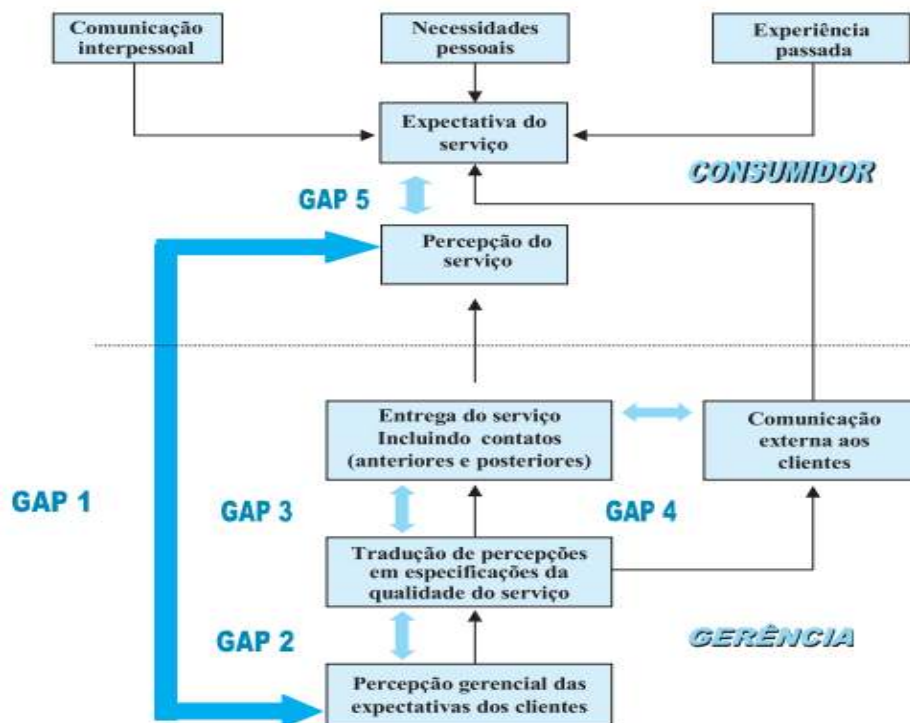 Comunicação
interpessoal
Necessidades
pessoais
Experiência
passada
Expectativa do
serviço
CONSUMIDOR
GAP 5
Percepção do
serviço
Entrega do serviço
Incluindo contatos
(anteriores e posteriores)
Comunicação
externa aos
clientes
GAP 1
GAP 3
GAP 4
Tradução de percepções
em especificações da
qualidade do serviço
GAP 2
GERÊNCIA
Percepção gerencial das
expectativas dos clientes